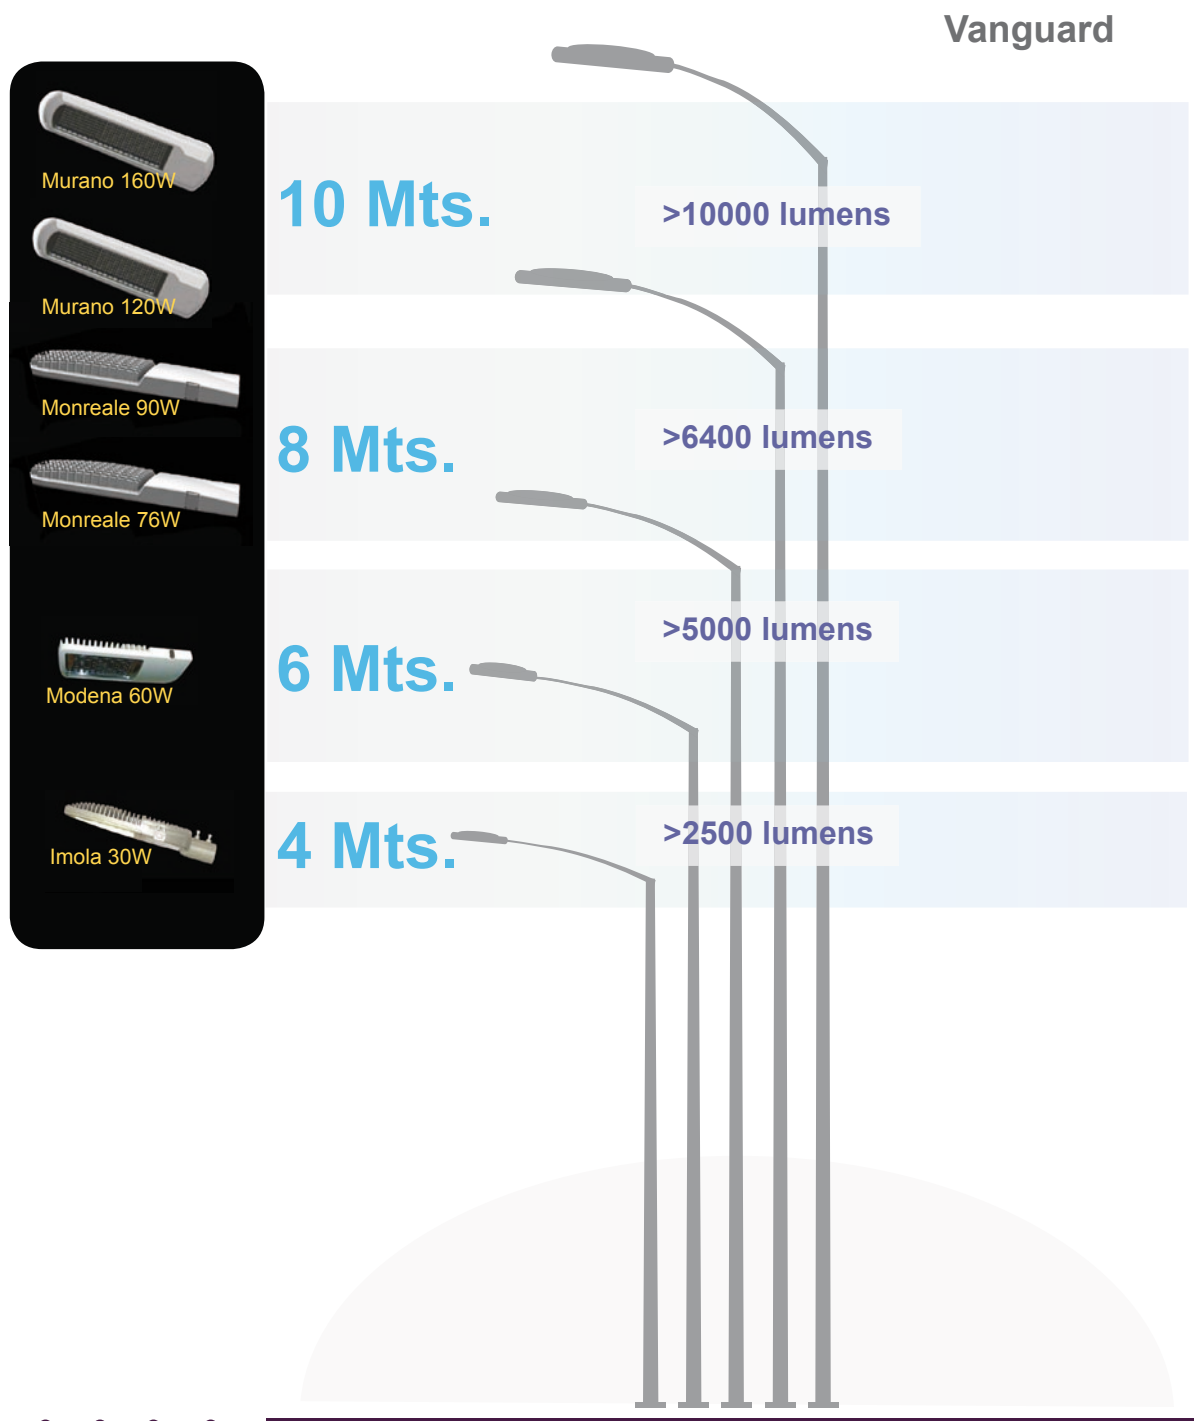 Vanguard
Murano 160W
10 Mts.
>10000 lumens
Murano 120W
Monreale 90W
8 Mts.
>6400 lumens
Monreale 76W
6 Mts.
>5000 lumens
Modena 60W
4 Mts.
>2500 lumens
Imola 30W